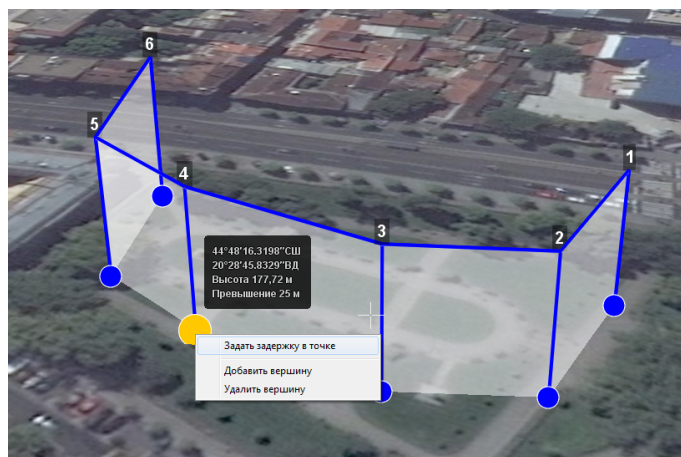 6
5
4
1
3
2
44°48'16.3198"СШ
20°28'45.8329"ВД
Высота 177,72 м
Превышение 25 м
Задать задержку в точке
Добавить вершину
Удалить вершину